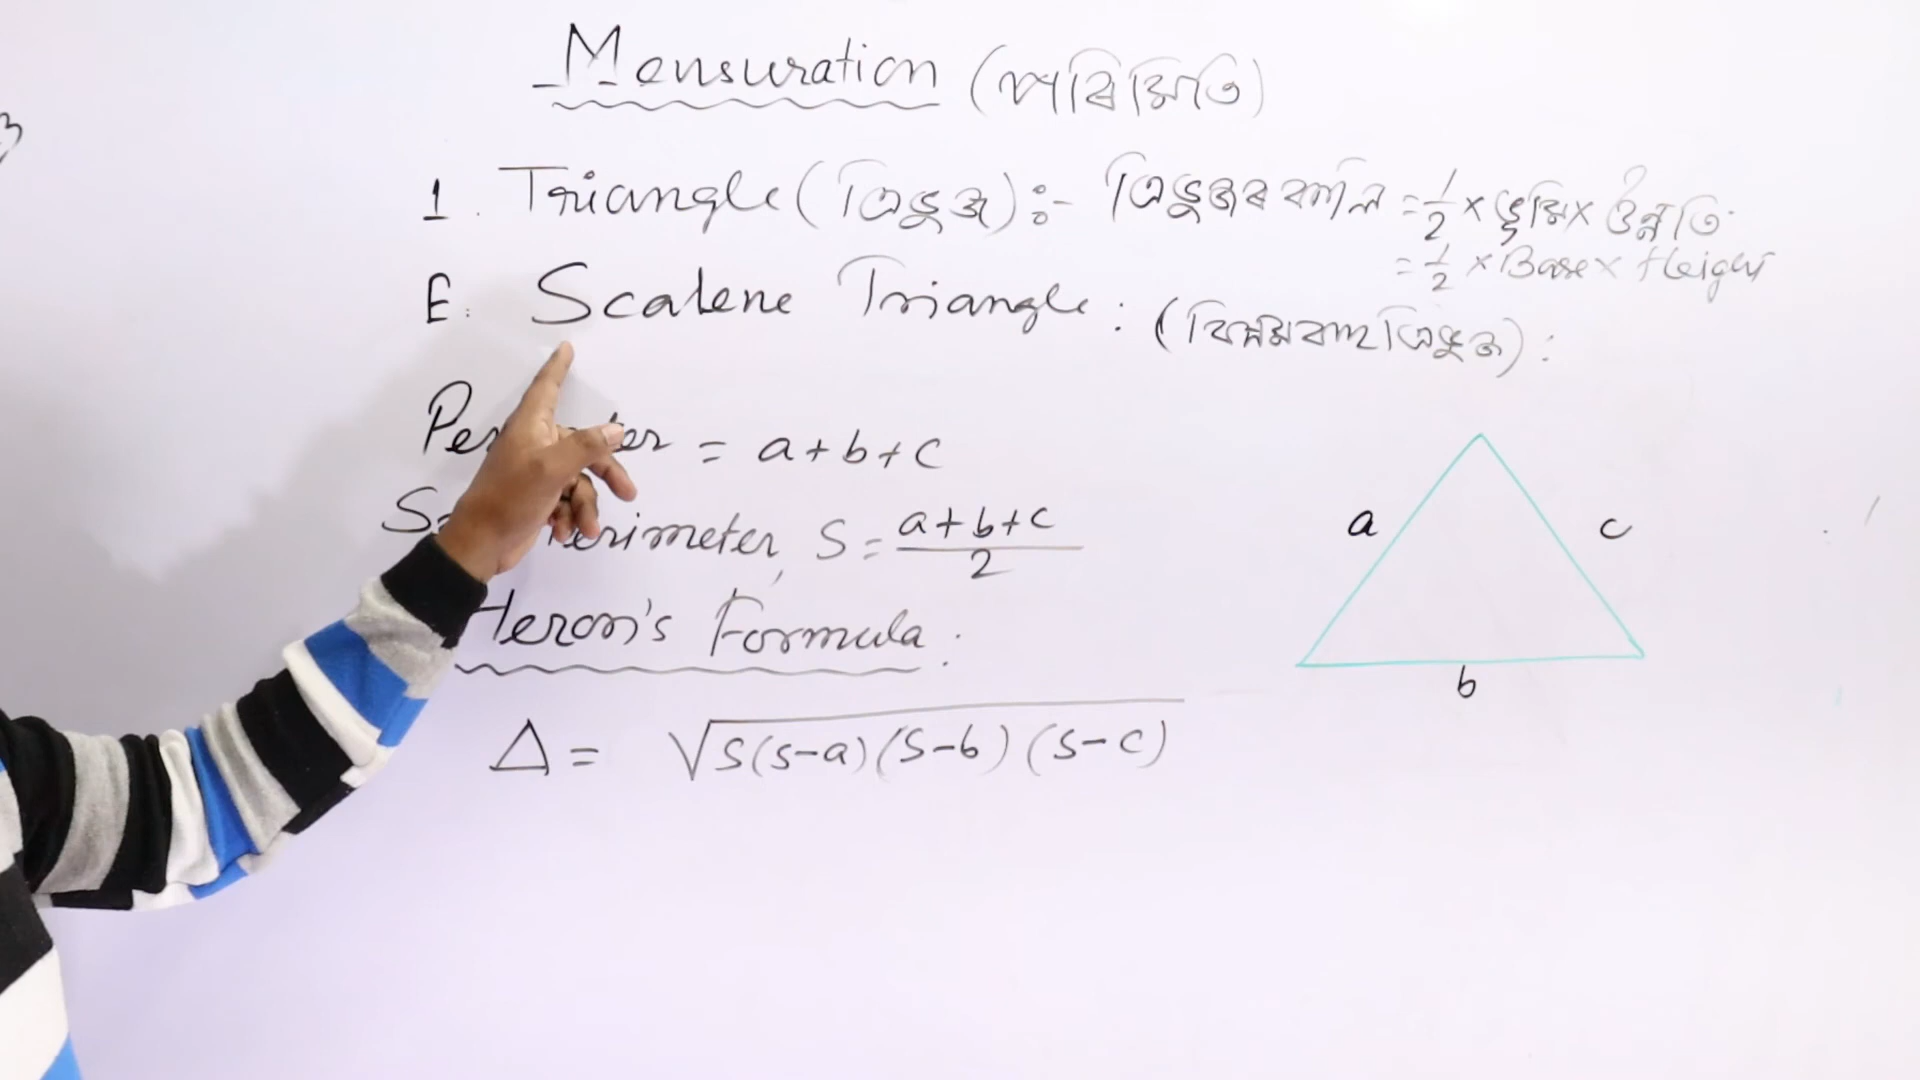 Mensuration (পৰিমিতি)
1. Triangle (ত্ৰিভুজ) :- ত্ৰিভুজৰ কালি = 1/2 × ভূমি × উন্নতি
= 1/2 × Base × Height
E. Scalene Triangle : (বিষমবাহু ত্ৰিভুজ) :
= a+b+c
S = (a+b+c)/2
Heron's Formula :
Δ = √S(s-a)(s-b)(s-c)
a
c
b